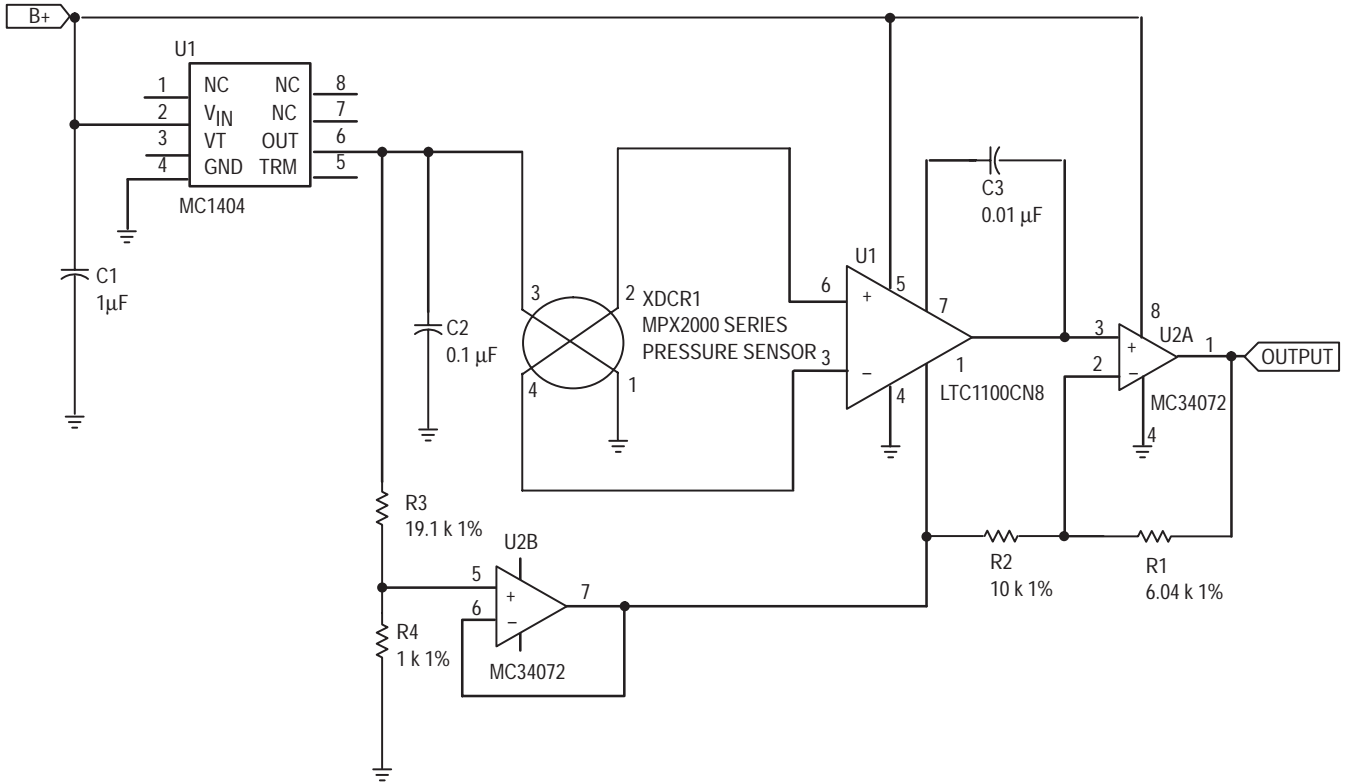 B+
U1
1 NC NC 8
2 VIN NC 7
3 VT OUT 6
4 GND TRM 5
MC1404
C1
1µF
C2
0.1 µF
3
4
2
1
XDCR1
MPX2000 SERIES
PRESSURE SENSOR
U1
6
+
5
7
3
−
1
4
LTC1100CN8
C3
0.01 µF
8
U2A
3
+
1
2
−
MC34072
4
OUTPUT
R3
19.1 k 1%
R4
1 k 1%
U2B
5
+
7
6
−
MC34072
R2
10 k 1%
R1
6.04 k 1%